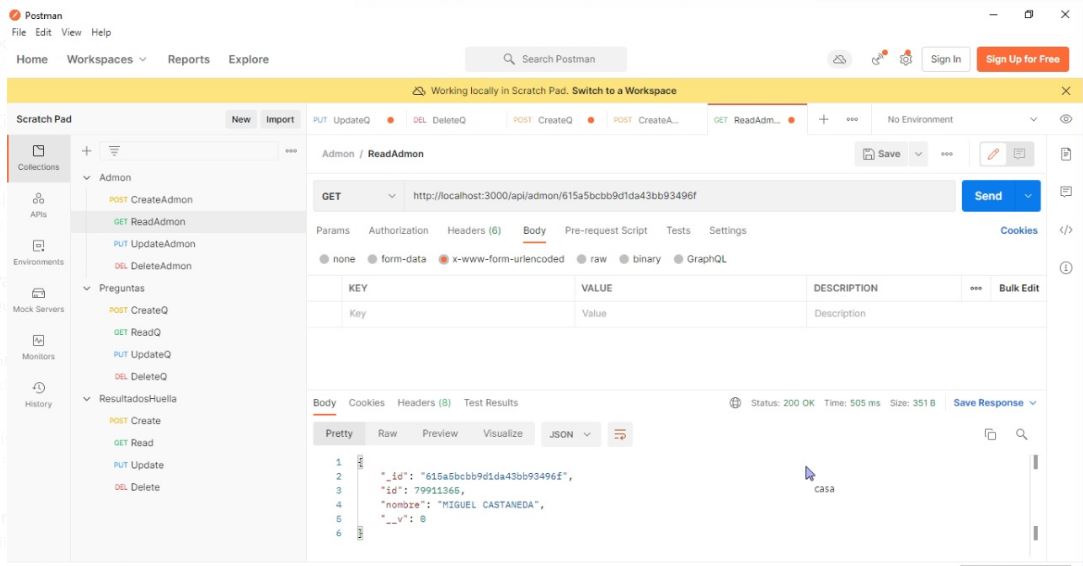 Postman
File Edit View Help
Home Workspaces Reports Explore Search Postman Sign In Sign Up for Free
Working locally in Scratch Pad. Switch to a Workspace
Scratch Pad New Import PUT UpdateQ DEL DeleteQ POST CreateQ POST CreateA... GET ReadAdm... No Environment
Collections
APIs
Environments
Mock Servers
Monitors
History
Admon
POST CreateAdmon
GET ReadAdmon
PUT UpdateAdmon
DEL DeleteAdmon
Preguntas
POST CreateQ
GET ReadQ
PUT UpdateQ
DEL DeleteQ
ResultadosHuella
POST Create
GET Read
PUT Update
DEL Delete
Admon / ReadAdmon Save
GET http://localhost:3000/api/admon/615a5bcbb9d1da43bb93496f Send
Params Authorization Headers (6) Body Pre-request Script Tests Settings Cookies
none form-data x-www-form-urlencoded raw binary GraphQL
KEY VALUE DESCRIPTION Bulk Edit
Key Value Description
Body Cookies Headers (8) Test Results Status: 200 OK Time: 505 ms Size: 351 B Save Response
Pretty Raw Preview Visualize JSON
1 {
2 "_id": "615a5bcbb9d1da43bb93496f",
3 "id": 79911365,
4 "nombre": "MIGUEL CASTANEDA",
5 "__v": 0
6 }
casa